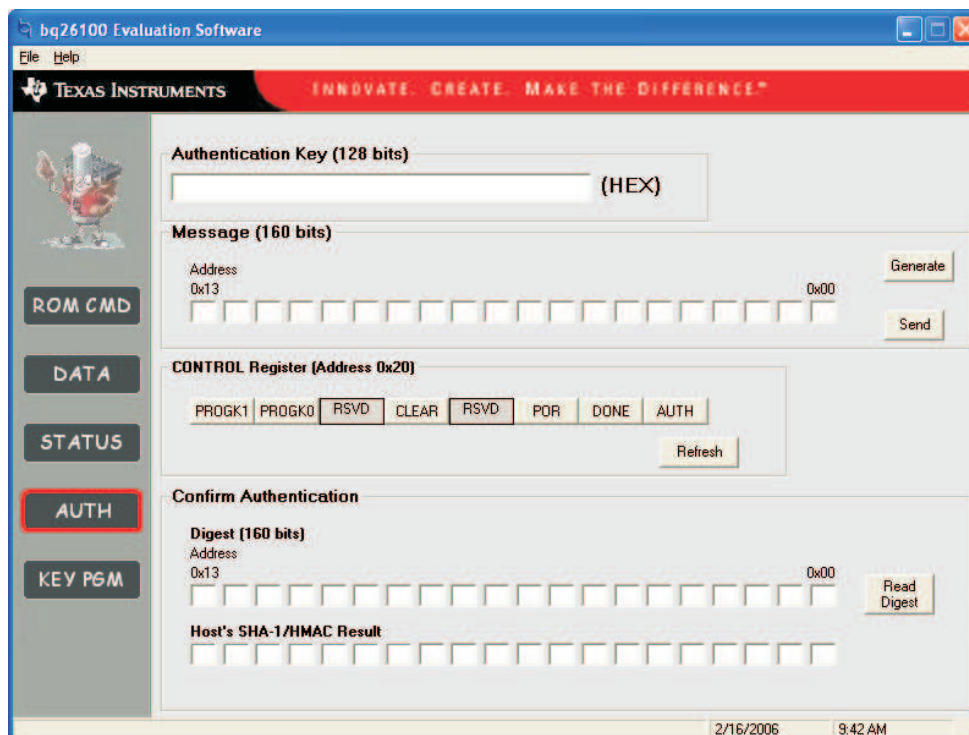 bq26100 Evaluation Software
File Help
TEXAS INSTRUMENTS
INNOVATE. CREATE. MAKE THE DIFFERENCE.™
Authentication Key (128 bits)
(HEX)
Message (160 bits)
Address
0x13 0x00
Generate
Send
ROM CMD
DATA
STATUS
AUTH
KEY PGM
CONTROL Register (Address 0x20)
PROGK1 PROGK0 RSVD CLEAR RSVD POR DONE AUTH
Refresh
Confirm Authentication
Digest (160 bits)
Address
0x13 0x00
Read
Digest
Host's SHA-1/HMAC Result
2/16/2006 9:42 AM